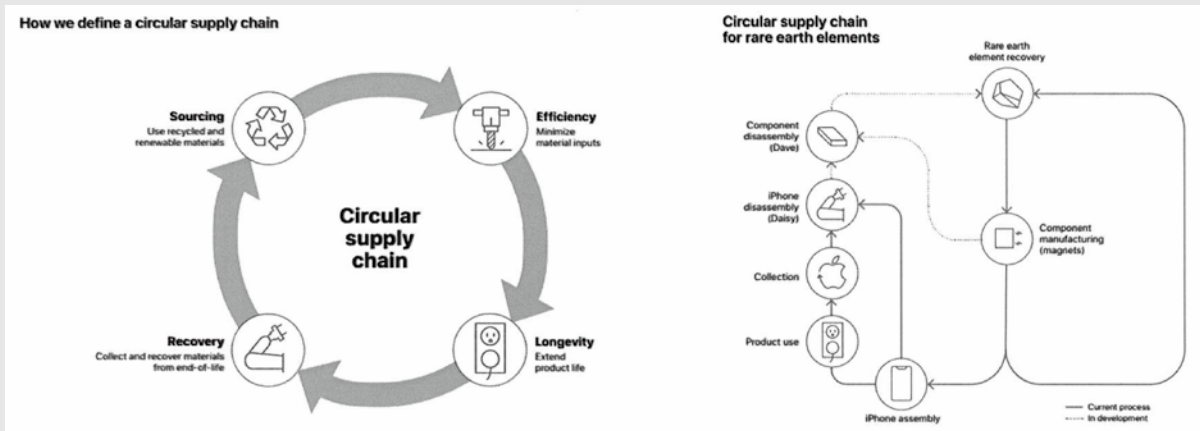 How we define a circular supply chain
Sourcing
Use recycled and
renewable materials
Efficiency
Minimize
material inputs
Circular
supply
chain
Recovery
Collect and recover materials
from end-of-life
Longevity
Extend
product life
Circular supply chain
for rare earth elements
Rare earth
element recovery
Component
disassembly
(Dave)
iPhone
disassembly
(Daisy)
Component
manufacturing
(magnets)
Collection
Product use
iPhone assembly
Current process
In development